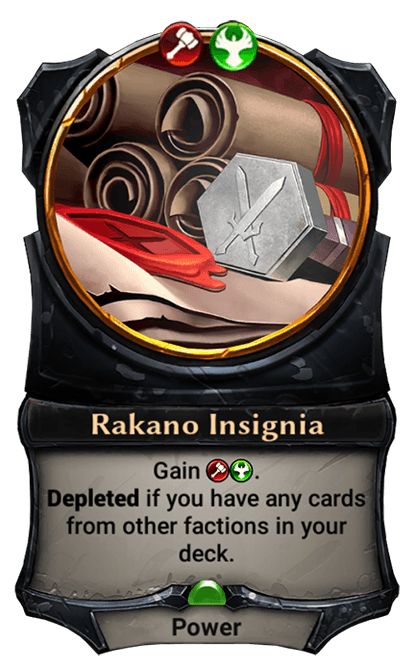 Rakano Insignia
Gain .
Depleted if you have any cards
from other factions in your
deck.
Power